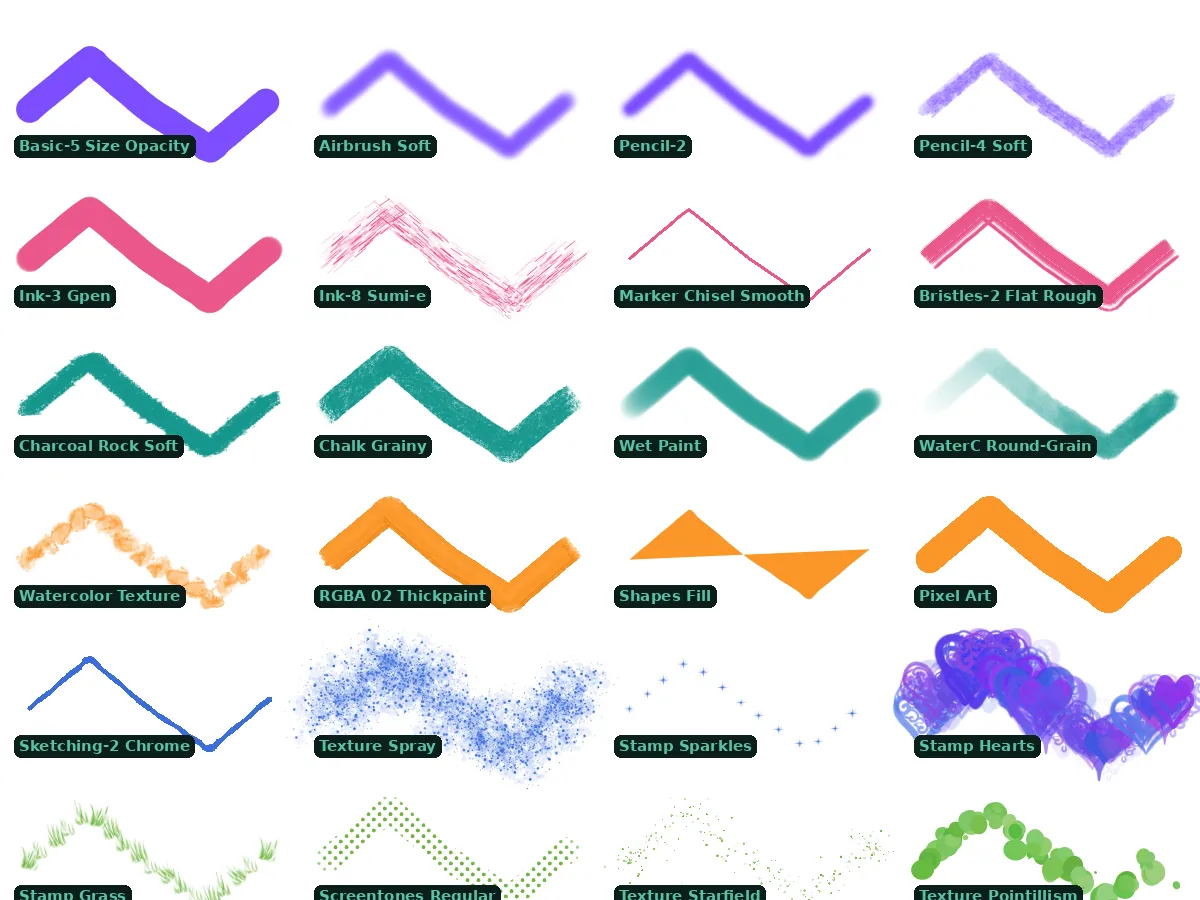 Basic-5 Size Opacity
Airbrush Soft
Pencil-2
Pencil-4 Soft
Ink-3 Gpen
Ink-8 Sumi-e
Marker Chisel Smooth
Bristles-2 Flat Rough
Charcoal Rock Soft
Chalk Grainy
Wet Paint
WaterC Round-Grain
Watercolor Texture
RGBA 02 Thickpaint
Shapes Fill
Pixel Art
Sketching-2 Chrome
Texture Spray
Stamp Sparkles
Stamp Hearts
Stamp Grass
Screentones Regular
Texture Starfield
Texture Pointillism